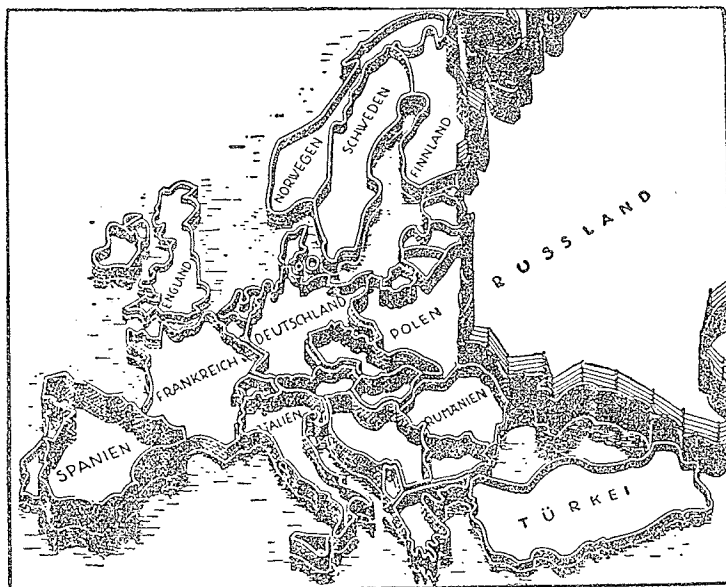 NORWEGEN
SCHWEDEN
FINNLAND
RUSSLAND
ENGLAND
DEUTSCHLAND
POLEN
FRANKREICH
ITALIEN
RUMÄNIEN
SPANIEN
TÜRKEI